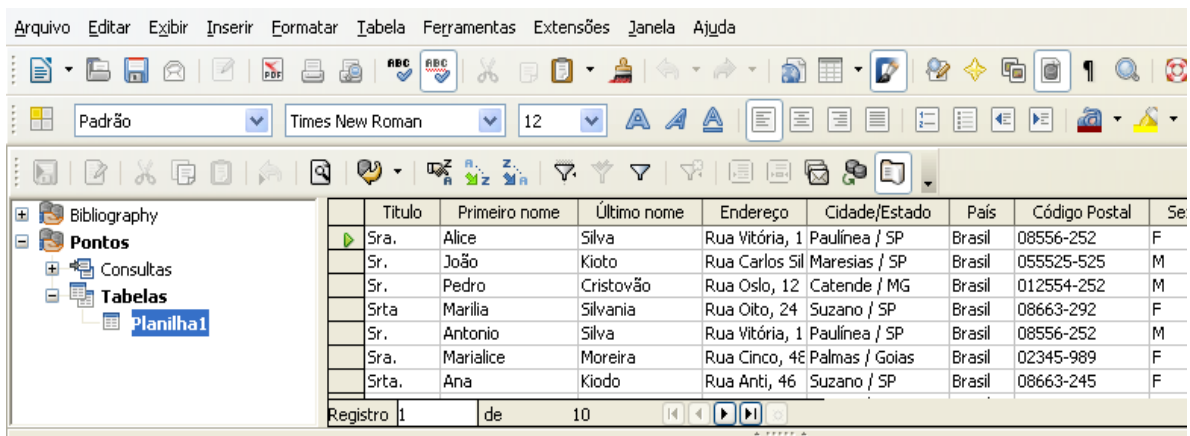 Arquivo Editar Exibir Inserir Formatar Tabela Ferramentas Extensões Janela Ajuda
PDF ABC ABC
Padrão Times New Roman 12
Bibliography
Pontos
Consultas
Tabelas
Planilha1
Titulo Primeiro nome Último nome Endereço Cidade/Estado País Código Postal Se
Sra. Alice Silva Rua Vitória, 1 Paulínea / SP Brasil 08556-252 F
Sr. João Kioto Rua Carlos Sil Maresias / SP Brasil 055525-525 M
Sr. Pedro Cristovão Rua Oslo, 12 Catende / MG Brasil 012554-252 M
Srta Marilia Silvania Rua Oito, 24 Suzano / SP Brasil 08663-292 F
Sr. Antonio Silva Rua Vitória, 1 Paulínea / SP Brasil 08556-252 M
Sra. Marialice Moreira Rua Cinco, 48 Palmas / Goias Brasil 02345-989 F
Srta. Ana Kiodo Rua Anti, 46 Suzano / SP Brasil 08663-245 F
Registro 1 de 10